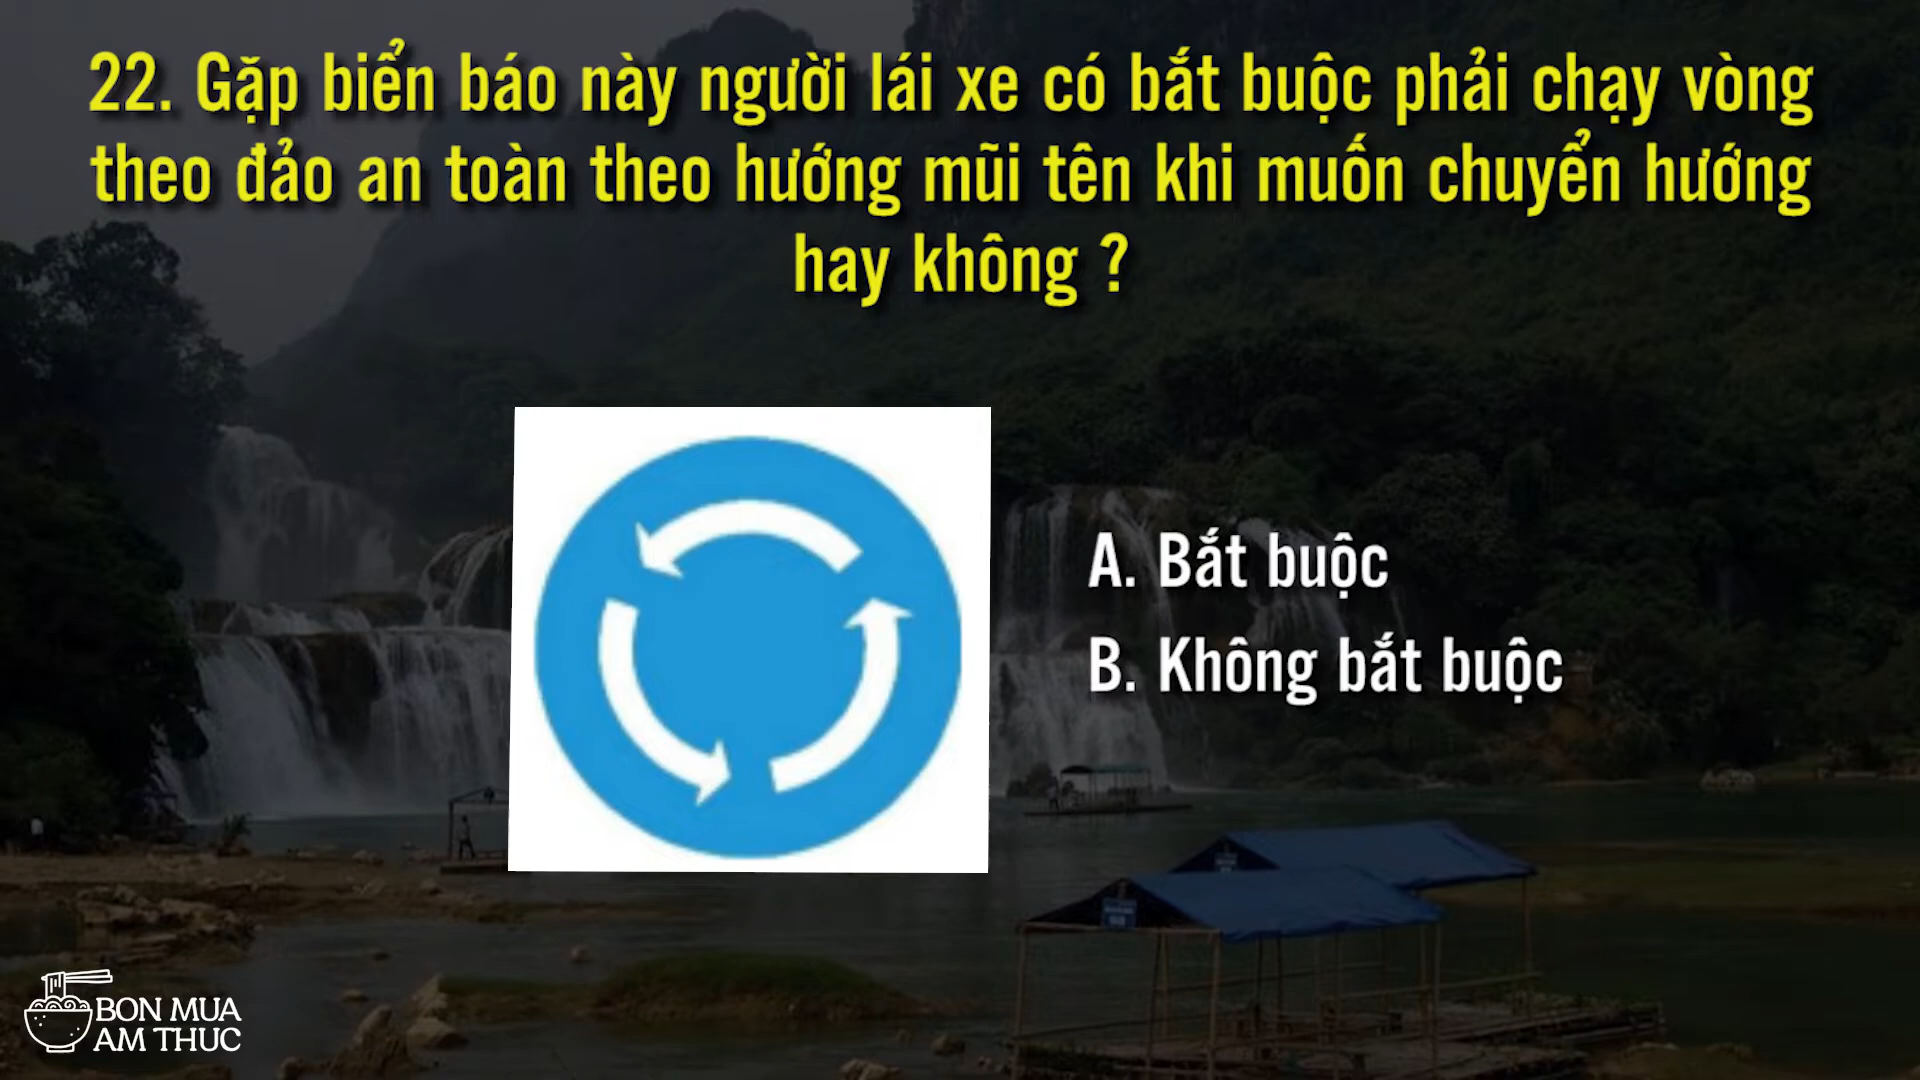 22. Gặp biển báo này người lái xe có bắt buộc phải chạy vòng
theo đảo an toàn theo hướng mũi tên khi muốn chuyển hướng
hay không ?
A. Bắt buộc
B. Không bắt buộc
BON MUA
AM THUC